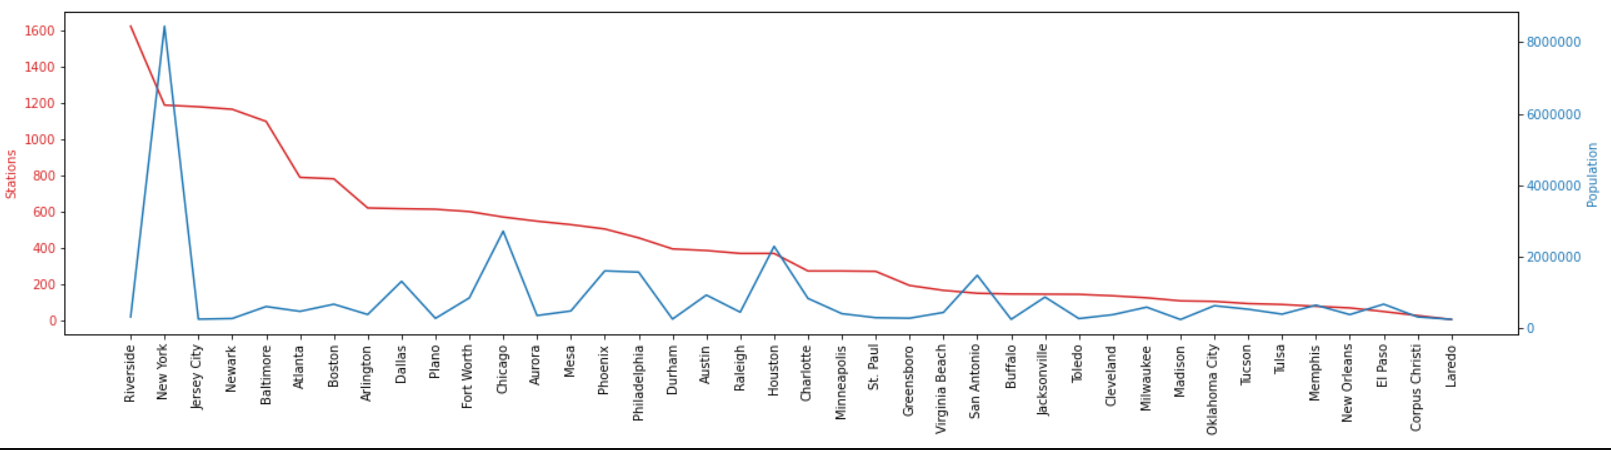 1600
1400
1200
1000
800
600
400
200
0
Stations
8000000
6000000
4000000
2000000
0
Population
Riverside
New York
Jersey City
Newark
Baltimore
Atlanta
Boston
Arlington
Dallas
Plano
Fort Worth
Chicago
Aurora
Mesa
Phoenix
Philadelphia
Durham
Austin
Raleigh
Houston
Charlotte
Minneapolis
St. Paul
Greensboro
Virginia Beach
San Antonio
Buffalo
Jacksonville
Toledo
Cleveland
Milwaukee
Madison
Oklahoma City
Tucson
Tulsa
Memphis
New Orleans
El Paso
Corpus Christi
Laredo